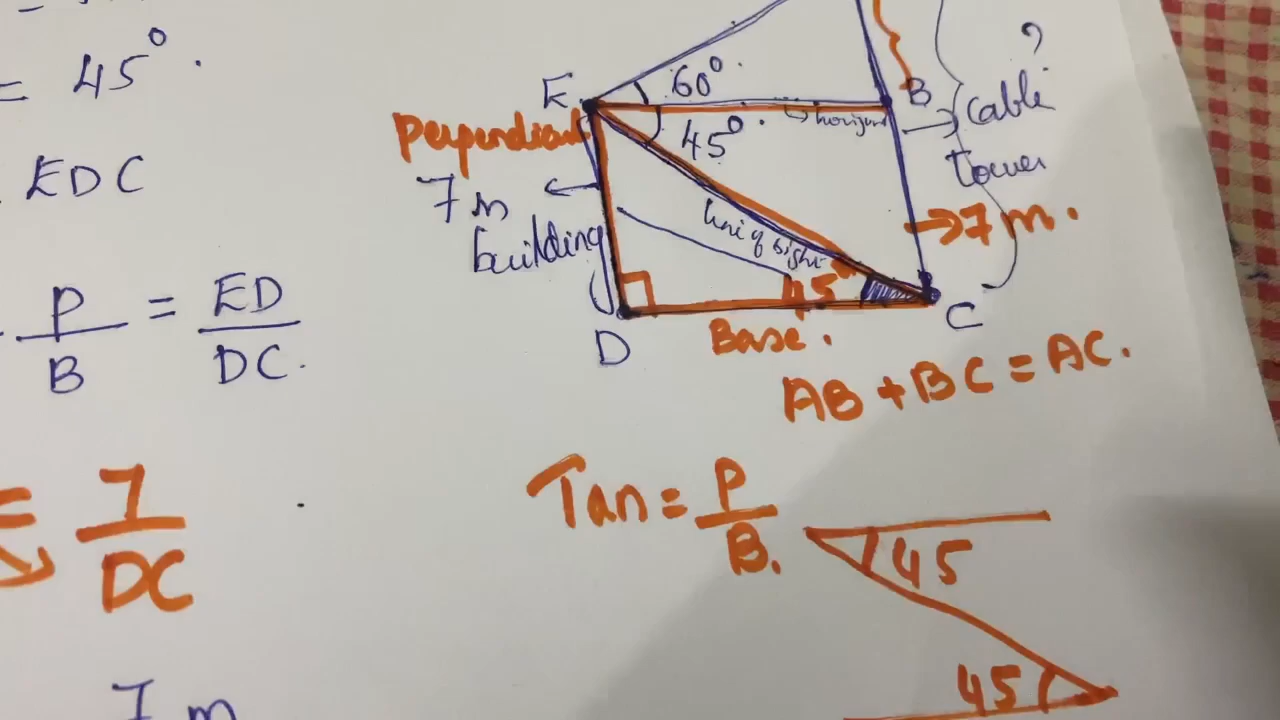 = 45°.
EDC
P/B = ED/DC.
= 7/DC
7 m
E
60°.
B
?
Cable
Tower
Perpendicular
45°.
7 m
building
line of sight
→ 7 m.
45°
D
Base.
C
AB + BC = AC.
Tan = P/B.
45
45